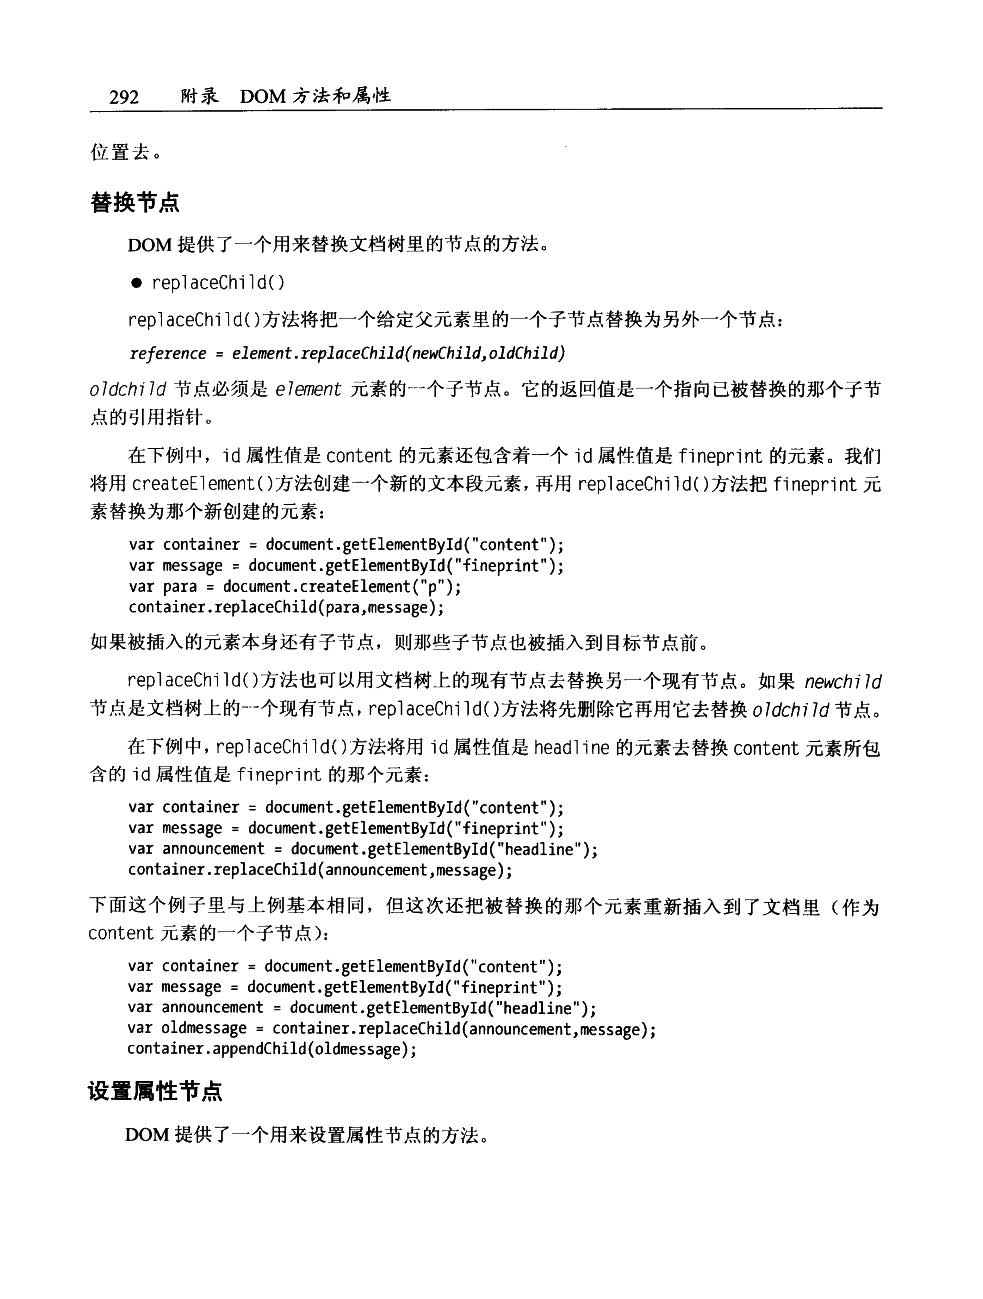 292 附录 DOM 方法和属性
位置去。
替换节点
DOM 提供了一个用来替换文档树里的节点的方法。
● replaceChild()
replaceChild()方法将把一个给定父元素里的一个子节点替换为另外一个节点：
reference = element.replaceChild(newChild,oldChild)
oldchild 节点必须是 element 元素的一个子节点。它的返回值是一个指向已被替换的那个子节
点的引用指针。
在下例中，id 属性值是 content 的元素还包含着一个 id 属性值是 fineprint 的元素。我们
将用 createElement()方法创建一个新的文本段元素，再用 replaceChild()方法把 fineprint 元
素替换为那个新创建的元素：
var container = document.getElementById("content");
var message = document.getElementById("fineprint");
var para = document.createElement("p");
container.replaceChild(para,message);
如果被插入的元素本身还有子节点，则那些子节点也被插入到目标节点前。
replaceChild()方法也可以用文档树上的现有节点去替换另一个现有节点。如果 newchild
节点是文档树上的一个现有节点，replaceChild()方法将先删除它再用它去替换 oldchild 节点。
在下例中，replaceChild()方法将用 id 属性值是 headline 的元素去替换 content 元素所包
含的 id 属性值是 fineprint 的那个元素：
var container = document.getElementById("content");
var message = document.getElementById("fineprint");
var announcement = document.getElementById("headline");
container.replaceChild(announcement,message);
下面这个例子里与上例基本相同，但这次还把被替换的那个元素重新插入到了文档里（作为
content 元素的一个子节点）：
var container = document.getElementById("content");
var message = document.getElementById("fineprint");
var announcement = document.getElementById("headline");
var oldmessage = container.replaceChild(announcement,message);
container.appendChild(oldmessage);
设置属性节点
DOM 提供了一个用来设置属性节点的方法。